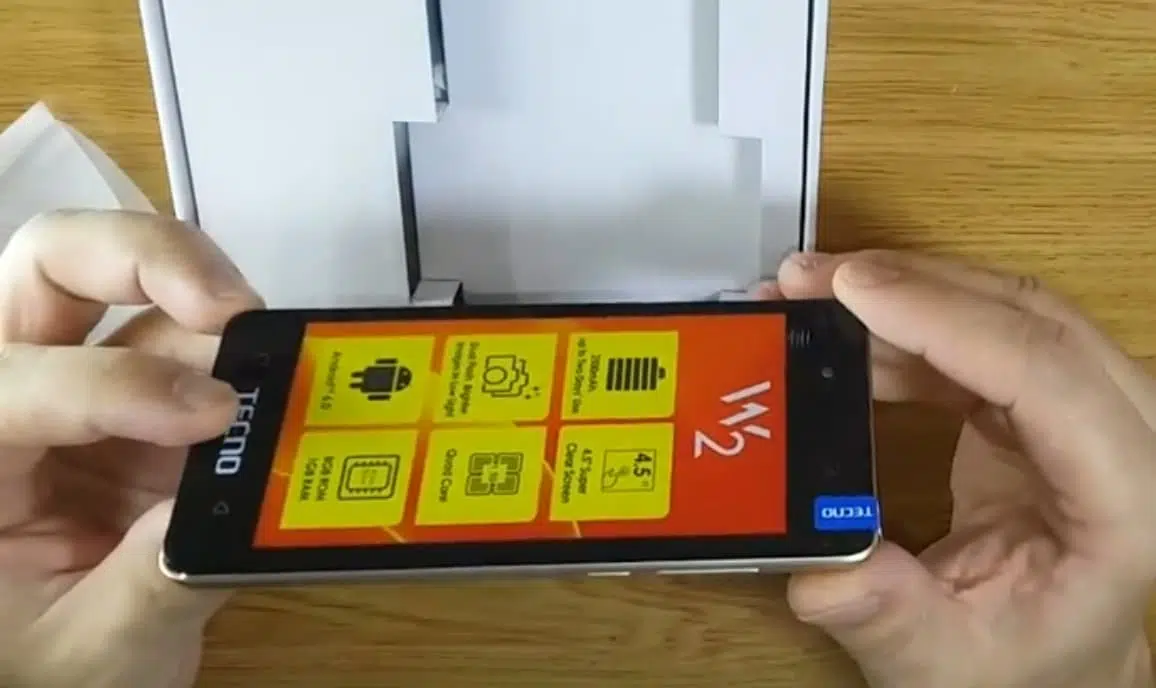 W2
2500mAh,
up to Two Days' Use
4.5"
4.5" Super
Clear Screen
Dual Flash, Brighter
Images in Low Light
Quad Core
Android™ 6.0
8GB ROM
1GB RAM
TECNO
TECNO